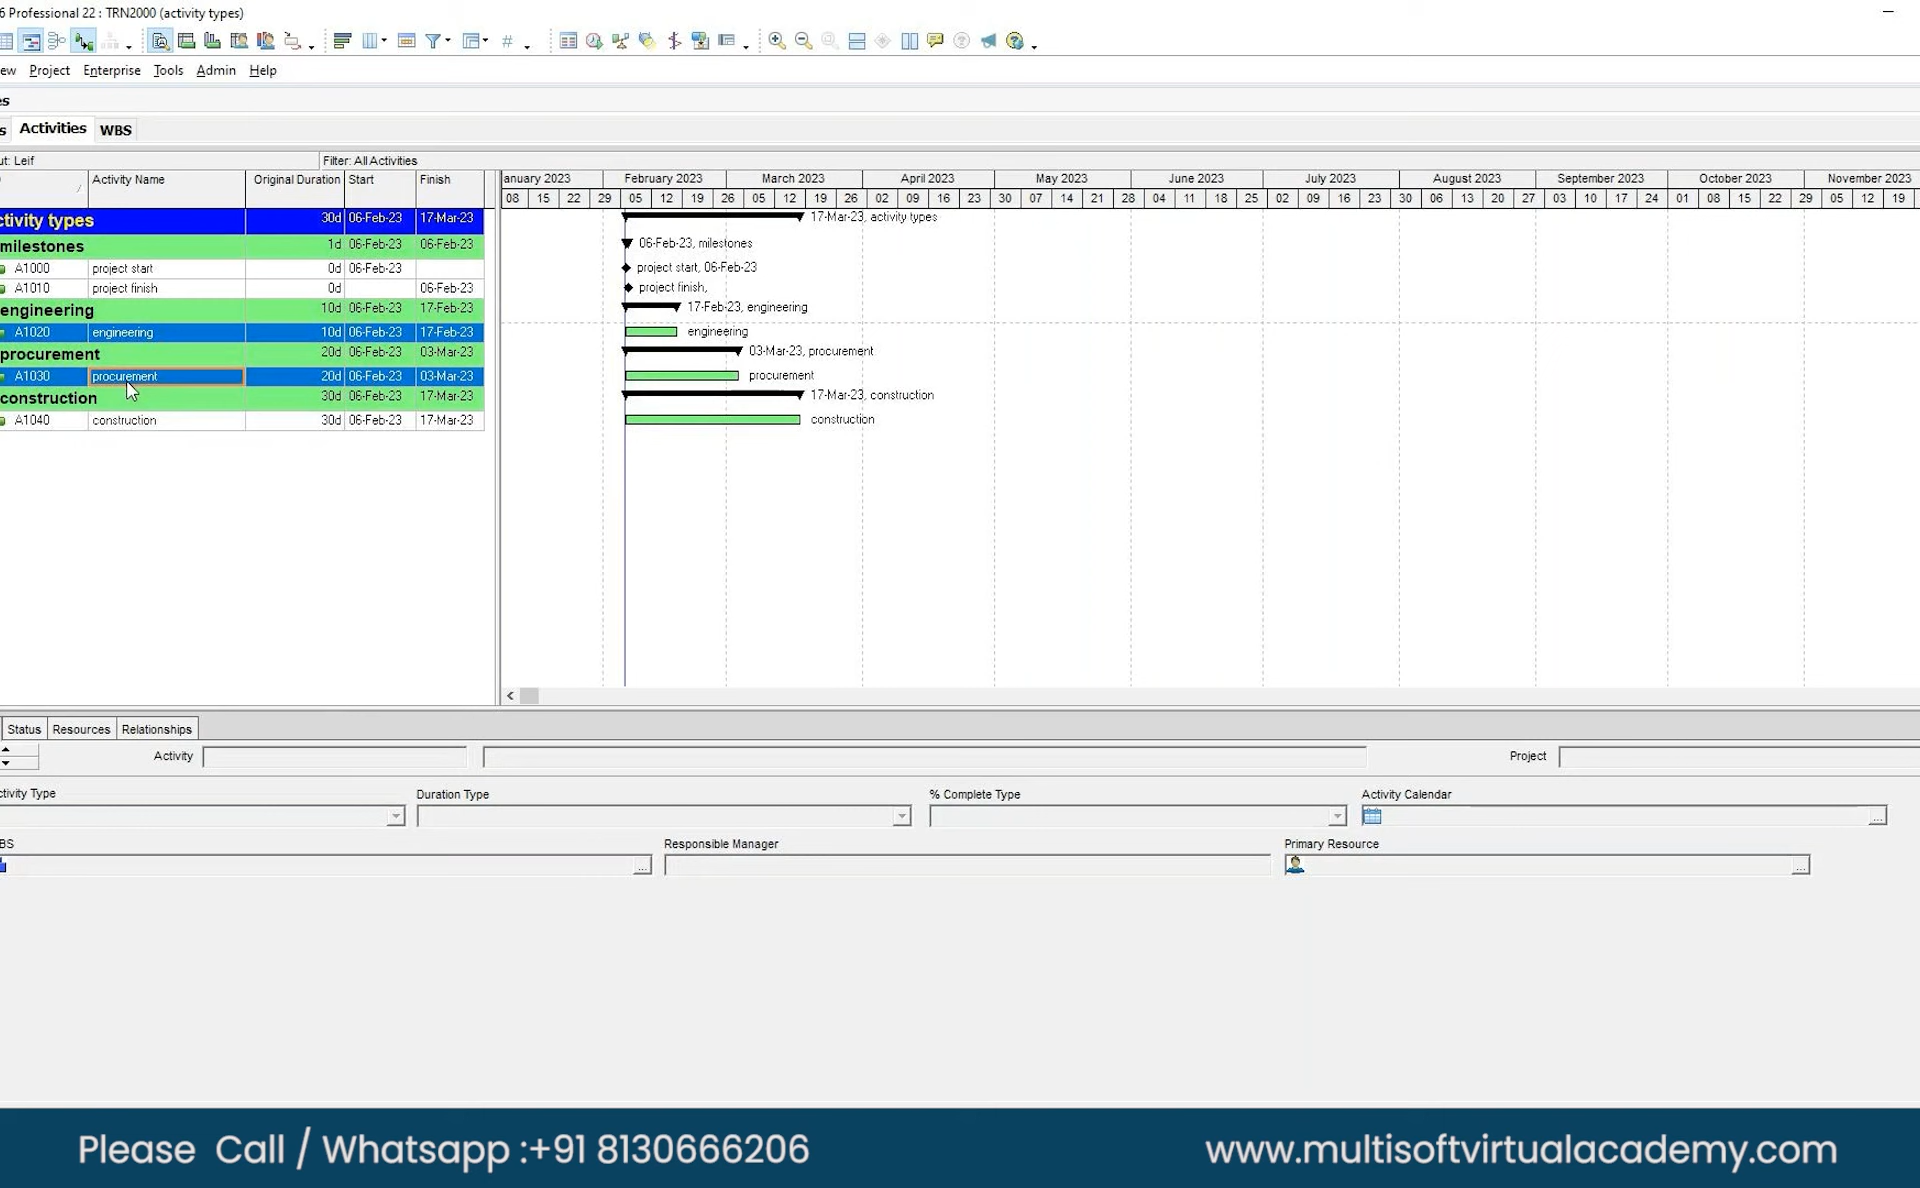 6 Professional 22 : TRN2000 (activity types)
ew Project Enterprise Tools Admin Help
es
s Activities WBS
ut: Leif Filter: All Activities
Activity Name Original Duration Start Finish
anuary 2023 February 2023 March 2023 April 2023 May 2023 June 2023 July 2023 August 2023 September 2023 October 2023 November 2023
08 15 22 29 05 12 19 26 05 12 19 26 02 09 16 23 30 07 14 21 28 04 11 18 25 02 09 16 23 30 06 13 20 27 03 10 17 24 01 08 15 22 29 05 12 19
ctivity types 30d 06-Feb-23 17-Mar-23 17-Mar-23, activity types
milestones 1d 06-Feb-23 06-Feb-23 06-Feb-23, milestones
A1000 project start 0d 06-Feb-23 project start, 06-Feb-23
A1010 project finish 0d 06-Feb-23 project finish,
engineering 10d 06-Feb-23 17-Feb-23 17-Feb-23, engineering
A1020 engineering 10d 06-Feb-23 17-Feb-23 engineering
procurement 20d 06-Feb-23 03-Mar-23 03-Mar-23, procurement
A1030 procurement 20d 06-Feb-23 03-Mar-23 procurement
construction 30d 06-Feb-23 17-Mar-23 17-Mar-23, construction
A1040 construction 30d 06-Feb-23 17-Mar-23 construction
Status Resources Relationships
Activity Project
ctivity Type Duration Type % Complete Type Activity Calendar
BS Responsible Manager Primary Resource
Please Call / Whatsapp :+91 8130666206 www.multisoftvirtualacademy.com